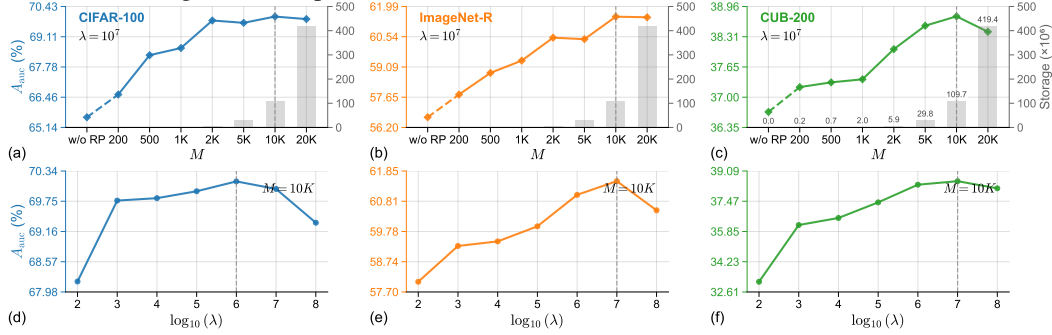 70.43
69.11
67.78
66.46
65.14
A_auc (%)
CIFAR-100
λ = 10^7
500
400
300
200
100
0
w/o RP 200 500 1K 2K 5K 10K 20K
(a)
M
61.99
60.54
59.09
57.65
56.20
ImageNet-R
λ = 10^7
500
400
300
200
100
0
w/o RP 200 500 1K 2K 5K 10K 20K
(b)
M
38.96
38.31
37.65
37.00
36.35
CUB-200
λ = 10^7
0.0 0.2 0.7 2.0 5.9 29.8 109.7 419.4
500
400
300
200
100
0
Storage (×10⁶)
w/o RP 200 500 1K 2K 5K 10K 20K
(c)
M
70.34
69.75
69.16
68.57
67.98
A_auc (%)
M = 10K
2 3 4 5 6 7 8
(d)
log₁₀ (λ)
61.85
60.81
59.78
58.74
57.70
M = 10K
2 3 4 5 6 7 8
(e)
log₁₀ (λ)
39.09
37.47
35.85
34.23
32.61
M = 10K
2 3 4 5 6 7 8
(f)
log₁₀ (λ)